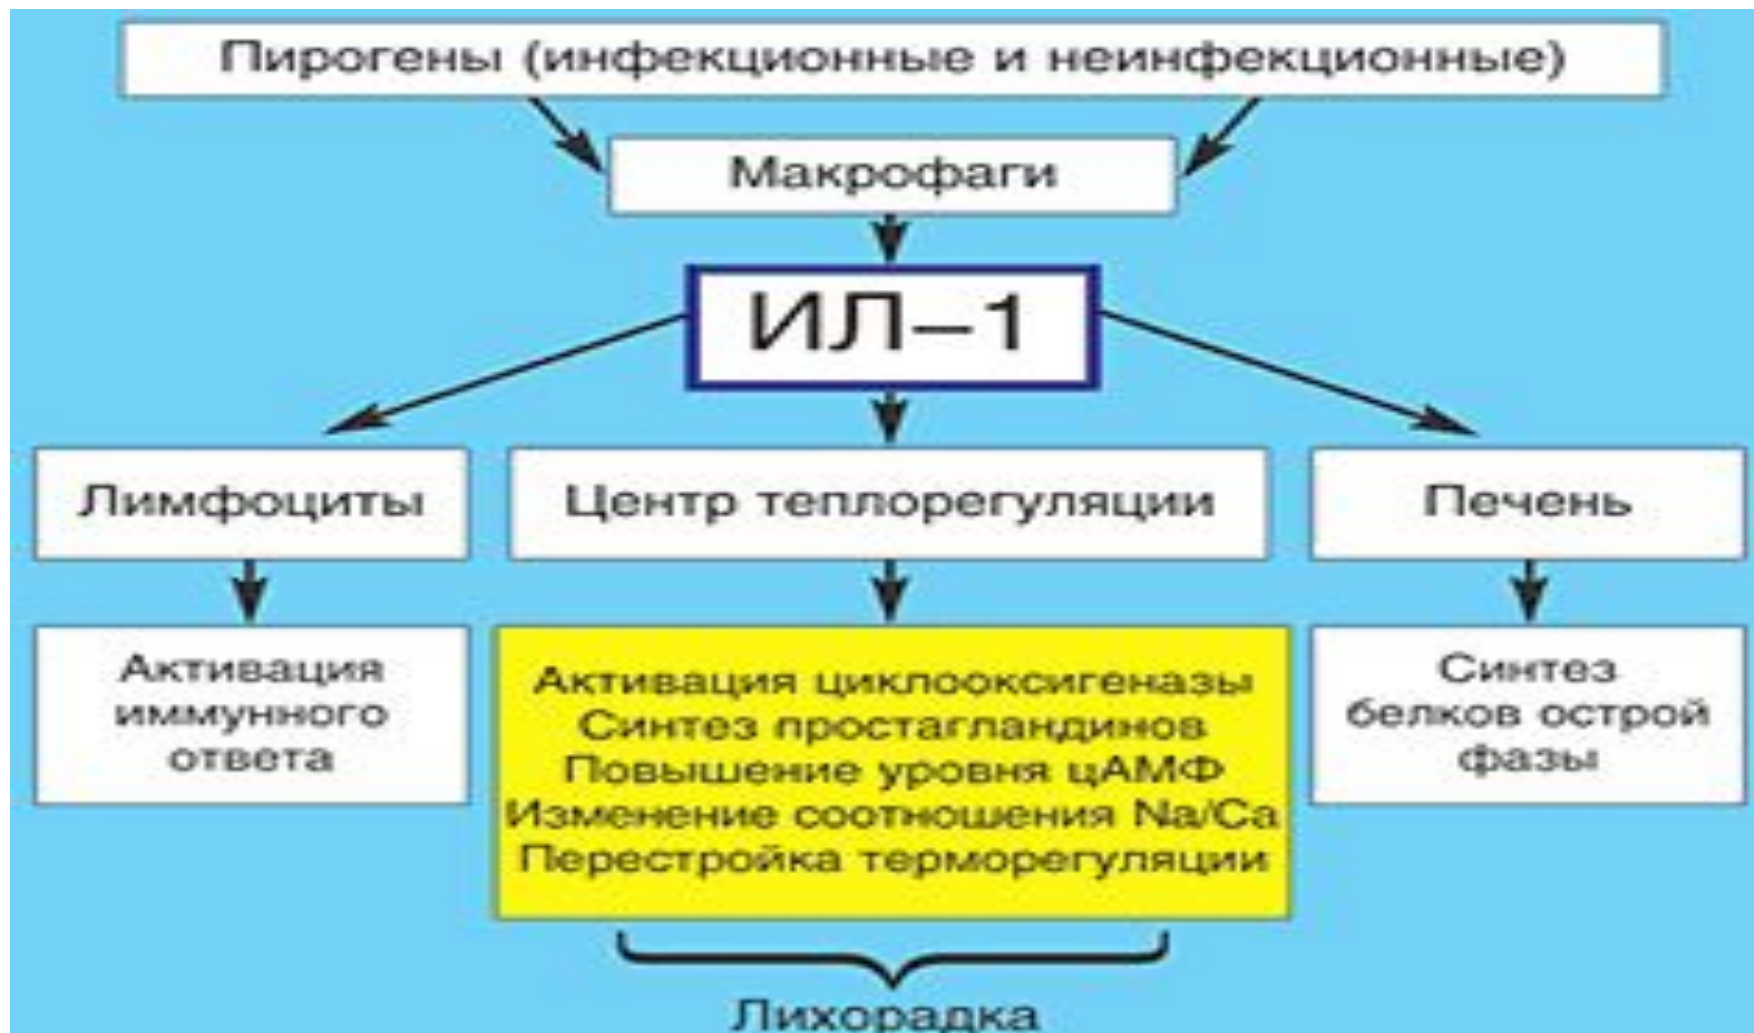 Пирогены (инфекционные и неинфекционные)
Макрофаги
ИЛ–1
Лимфоциты
Центр теплорегуляции
Печень
Активация
иммунного
ответа
Активация циклооксигеназы
Синтез простагландинов
Повышение уровня цАМФ
Изменение соотношения Na/Ca
Перестройка терморегуляции
Синтез
белков острой
фазы
Лихорадка